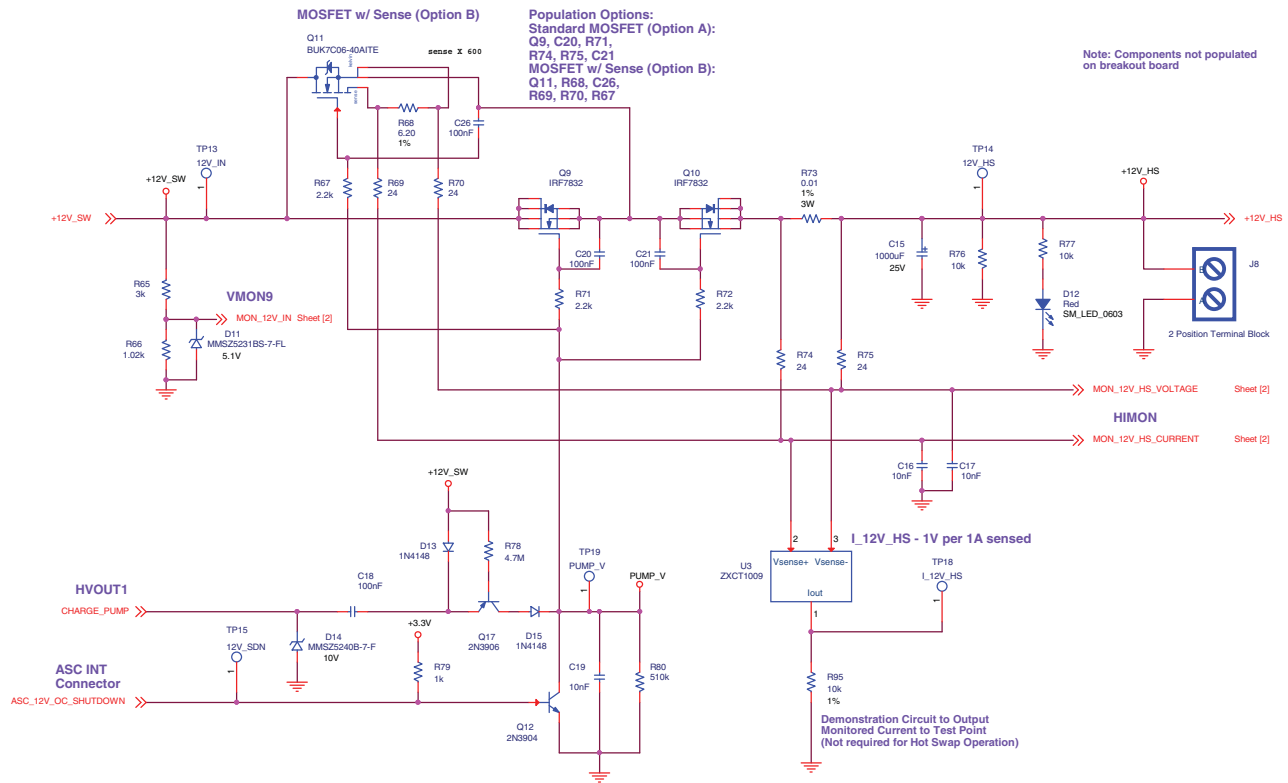 MOSFET w/ Sense (Option B)
Q11
BUK7C06-40AITE
sense X 600
kelvin
sense
Population Options:
Standard MOSFET (Option A):
Q9, C20, R71,
R74, R75, C21
MOSFET w/ Sense (Option B):
Q11, R68, C26,
R69, R70, R67
Note: Components not populated
on breakout board
R68
6.20
1%
C26
100nF
TP13
12V_IN
1
+12V_SW
+12V_SW
R67
2.2k
R69
24
R70
24
Q9
IRF7832
Q10
IRF7832
R73
0.01
1%
3W
TP14
12V_HS
1
+12V_HS
+12V_HS
C20
100nF
C21
100nF
C15
1000uF
25V
R76
10k
R77
10k
D12
Red
SM_LED_0603
J8
B
A
2 Position Terminal Block
R65
3k
VMON9
MON_12V_IN Sheet [2]
R66
1.02k
D11
MMSZ5231BS-7-FL
5.1V
R71
2.2k
R72
2.2k
R74
24
R75
24
MON_12V_HS_VOLTAGE Sheet [2]
HIMON
MON_12V_HS_CURRENT Sheet [2]
C16
10nF
C17
10nF
+12V_SW
D13
1N4148
R78
4.7M
TP19
PUMP_V
1
PUMP_V
I_12V_HS - 1V per 1A sensed
2
3
U3
ZXCT1009
Vsense+
Vsense-
Iout
1
TP18
I_12V_HS
1
HVOUT1
CHARGE_PUMP
C18
100nF
D14
MMSZ5240B-7-F
10V
Q17
2N3906
D15
1N4148
TP15
12V_SDN
1
+3.3V
R79
1k
C19
10nF
R80
510k
ASC INT
Connector
ASC_12V_OC_SHUTDOWN
Q12
2N3904
R95
10k
1%
Demonstration Circuit to Output
Monitored Current to Test Point
(Not required for Hot Swap Operation)